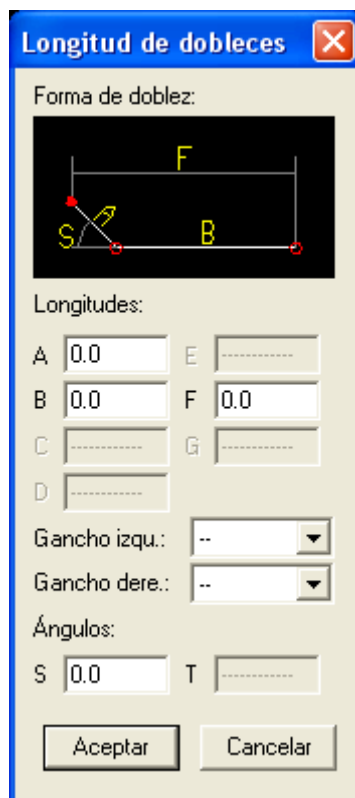 Longitud de dobleces
Forma de doblez:
F
S B
Longitudes:
A 0.0 E -----------
B 0.0 F 0.0
C ----------- G -----------
D -----------
Gancho izqu.: --
Gancho dere.: --
Ángulos:
S 0.0 T -----------
Aceptar Cancelar